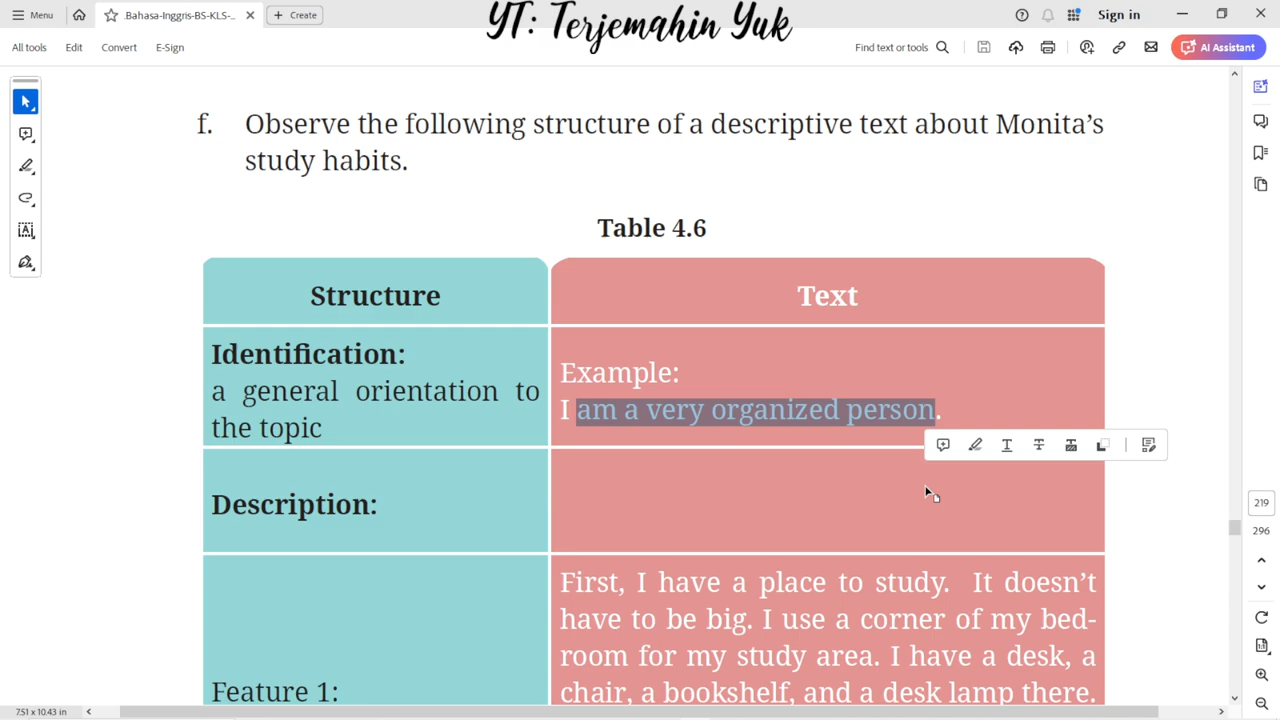 Menu
Bahasa-Inggris-BS-KLS-...
Create
YT: Terjemahin Yuk
Sign in
All tools
Edit
Convert
E-Sign
Find text or tools
AI Assistant
f. Observe the following structure of a descriptive text about Monita's
study habits.
Table 4.6
Structure
Text
Identification:
a general orientation to
the topic
Example:
I am a very organized person.
Description:
First, I have a place to study. It doesn't
have to be big. I use a corner of my bed-
room for my study area. I have a desk, a
chair, a bookshelf, and a desk lamp there.
Feature 1:
219
296
7.51 x 10.43 in